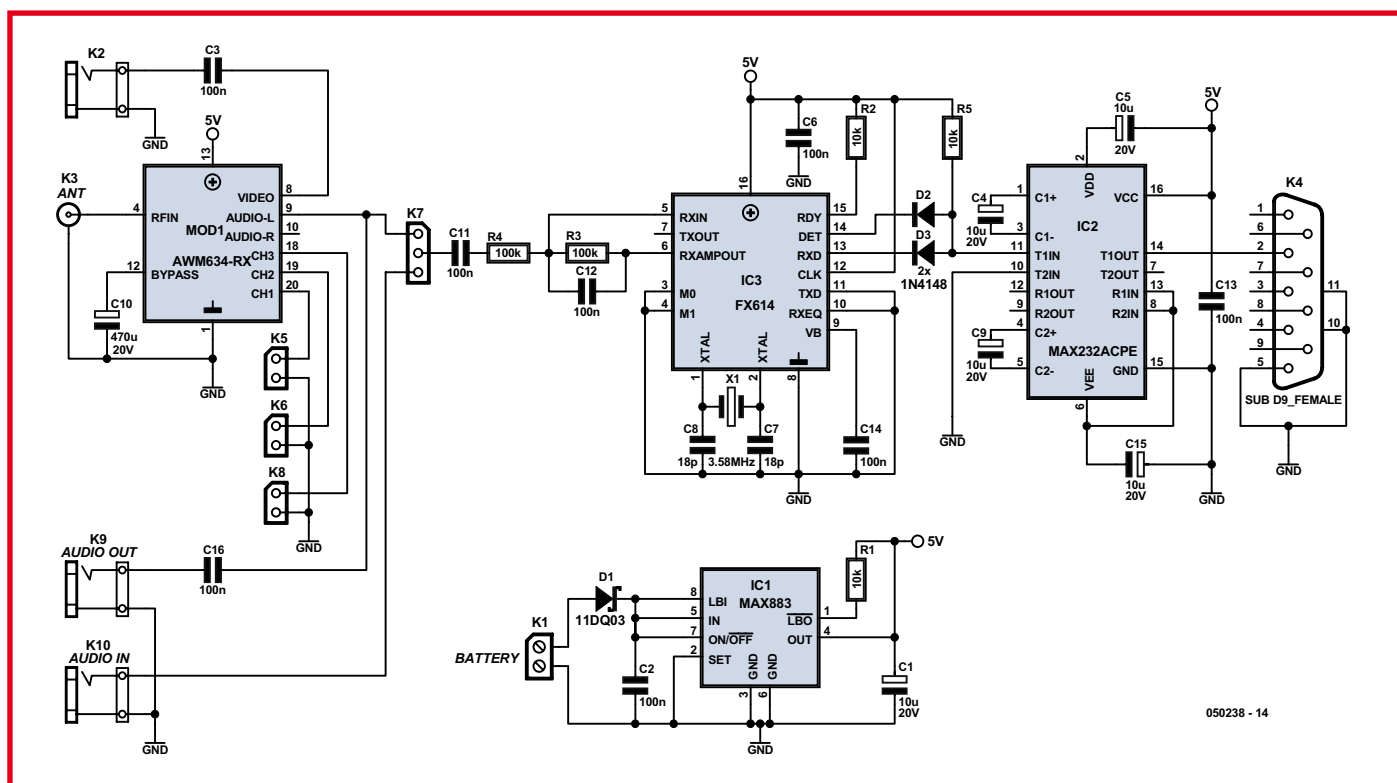 K2
C3
100n
GND
5V
13
K3
ANT
4
RFIN
MOD1
AWM634-RX
VIDEO
8
AUDIO-L
9
AUDIO-R
10
CH3
18
CH2
19
CH1
20
12
BYPASS
C10
470u
20V
1
GND
K5
K6
K8
GND
K7
C11
100n
R4
100k
R3
100k
C12
100n
K9
AUDIO OUT
C16
100n
K10
AUDIO IN
GND
5V
C6
100n
GND
R2
10k
R5
10k
16
5
RXIN
7
TXOUT
6
RXAMPOUT
3
M0
4
M1
IC3
FX614
RDY
15
DET
14
RXD
13
CLK
12
TXD
11
RXEQ
10
VB
9
XTAL
XTAL
1
2
8
X1
C8
18p
3.58MHz
C7
18p
C14
100n
GND
D2
D3
2x
1N4148
GND
C5
10u
20V
5V
2
VDD
C4
10u
20V
1
C1+
3
C1-
11
T1IN
10
T2IN
12
R1OUT
9
R2OUT
4
C2+
5
C2-
C9
10u
20V
IC2
MAX232ACPE
VCC
16
T1OUT
14
T2OUT
7
R1IN
13
R2IN
8
GND
15
VEE
6
C13
100n
C15
10u
20V
GND
K4
1
6
2
7
3
8
4
9
5
11
10
SUB D9_FEMALE
GND
BATTERY
K1
D1
11DQ03
C2
100n
8
LBI
5
IN
7
ON/OFF
2
SET
IC1
MAX883
LBO
1
OUT
4
GND
GND
3
6
R1
10k
5V
C1
10u
20V
GND
050238 - 14